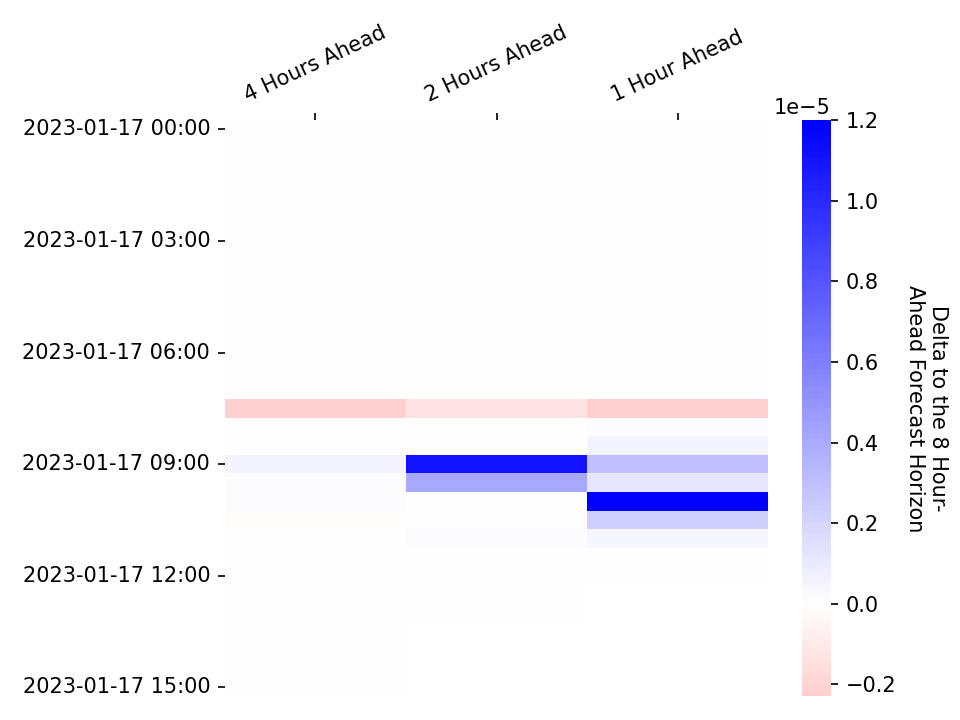 4 Hours Ahead
2 Hours Ahead
1 Hour Ahead
1e−5
2023-01-17 00:00
2023-01-17 03:00
2023-01-17 06:00
2023-01-17 09:00
2023-01-17 12:00
2023-01-17 15:00
1.2
1.0
0.8
0.6
0.4
0.2
0.0
−0.2
Delta to the 8 Hour-
Ahead Forecast Horizon